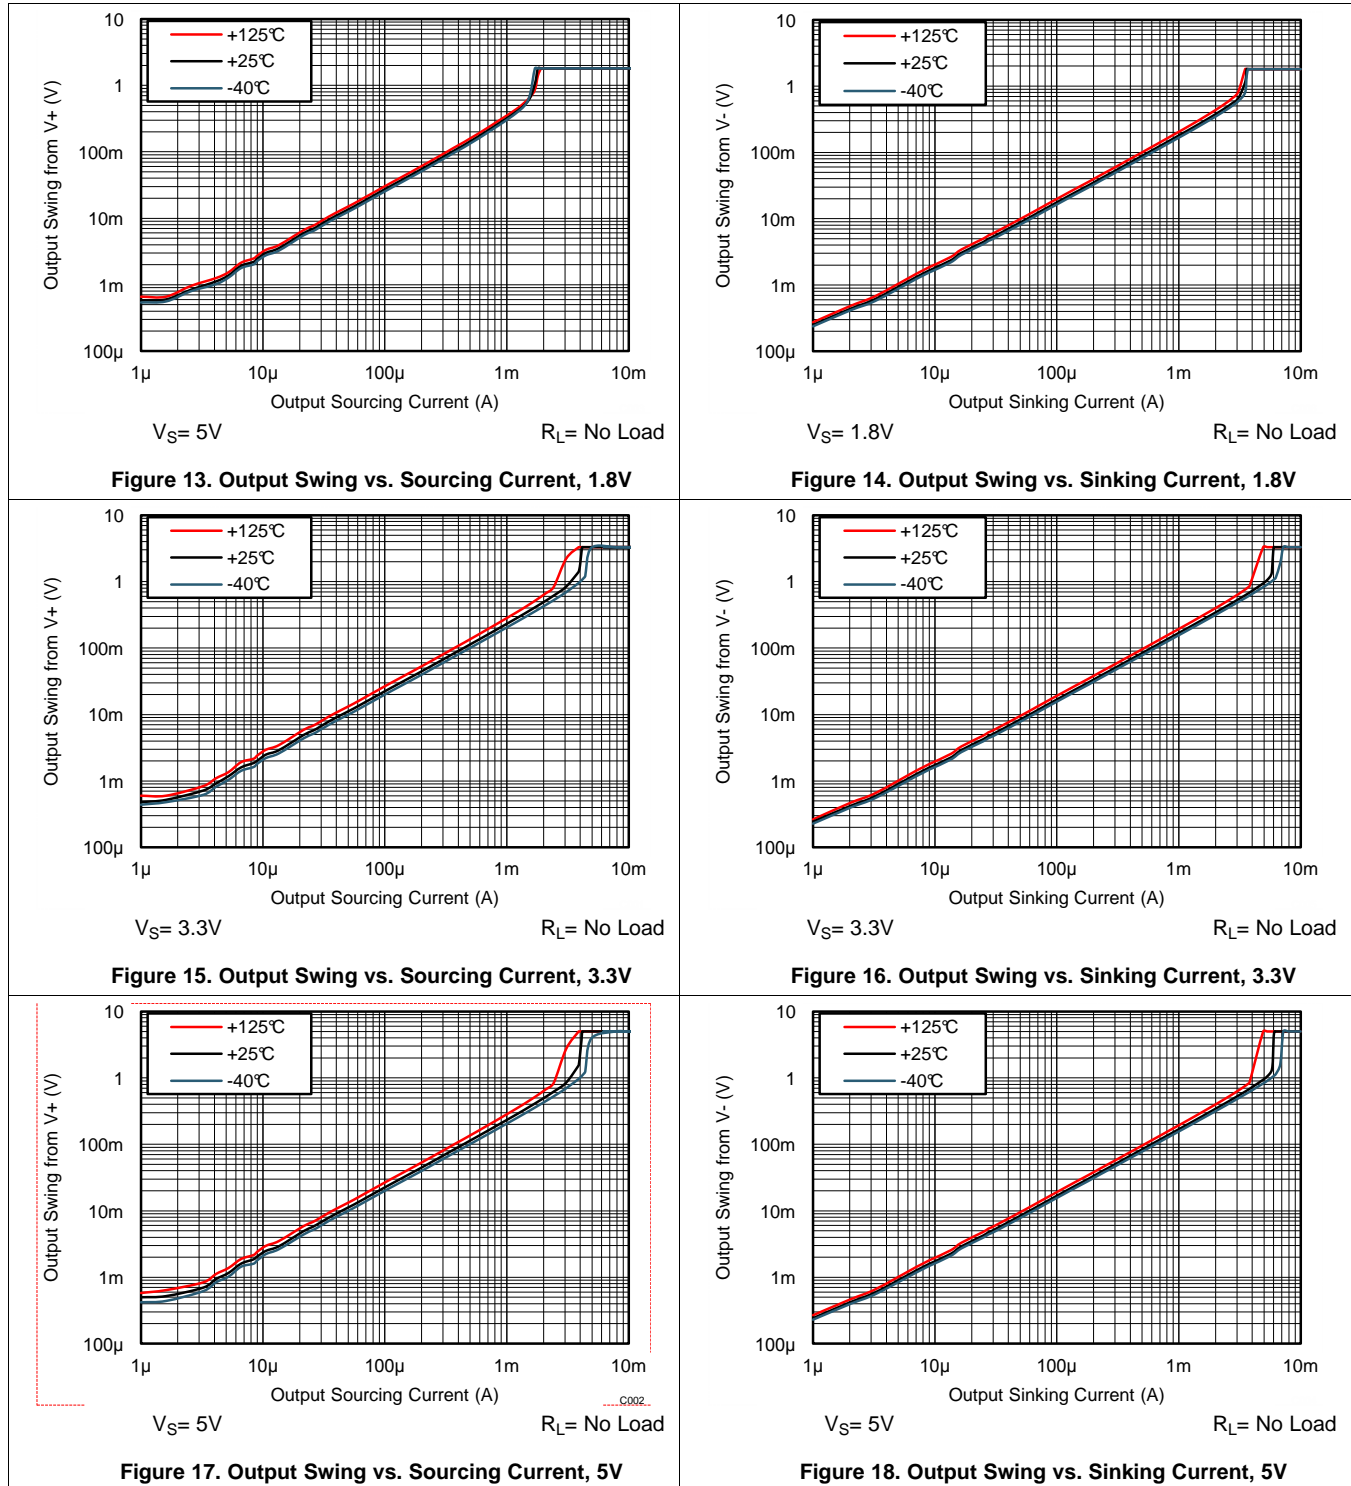 10
1
100m
10m
1m
100µ
Output Swing from V+ (V)
+125℃
+25℃
-40℃
1µ 10µ 100µ 1m 10m
Output Sourcing Current (A)
VS= 5V RL= No Load
Figure 13. Output Swing vs. Sourcing Current, 1.8V
10
1
100m
10m
1m
100µ
Output Swing from V- (V)
+125℃
+25℃
-40℃
1µ 10µ 100µ 1m 10m
Output Sinking Current (A)
VS= 1.8V RL= No Load
Figure 14. Output Swing vs. Sinking Current, 1.8V
10
1
100m
10m
1m
100µ
Output Swing from V+ (V)
+125℃
+25℃
-40℃
1µ 10µ 100µ 1m 10m
Output Sourcing Current (A)
VS= 3.3V RL= No Load
Figure 15. Output Swing vs. Sourcing Current, 3.3V
10
1
100m
10m
1m
100µ
Output Swing from V- (V)
+125℃
+25℃
-40℃
1µ 10µ 100µ 1m 10m
Output Sinking Current (A)
VS= 3.3V RL= No Load
Figure 16. Output Swing vs. Sinking Current, 3.3V
10
1
100m
10m
1m
100µ
Output Swing from V+ (V)
+125℃
+25℃
-40℃
1µ 10µ 100µ 1m 10m
Output Sourcing Current (A)
C002
VS= 5V RL= No Load
Figure 17. Output Swing vs. Sourcing Current, 5V
10
1
100m
10m
1m
100µ
Output Swing from V- (V)
+125℃
+25℃
-40℃
1µ 10µ 100µ 1m 10m
Output Sinking Current (A)
VS= 5V RL= No Load
Figure 18. Output Swing vs. Sinking Current, 5V